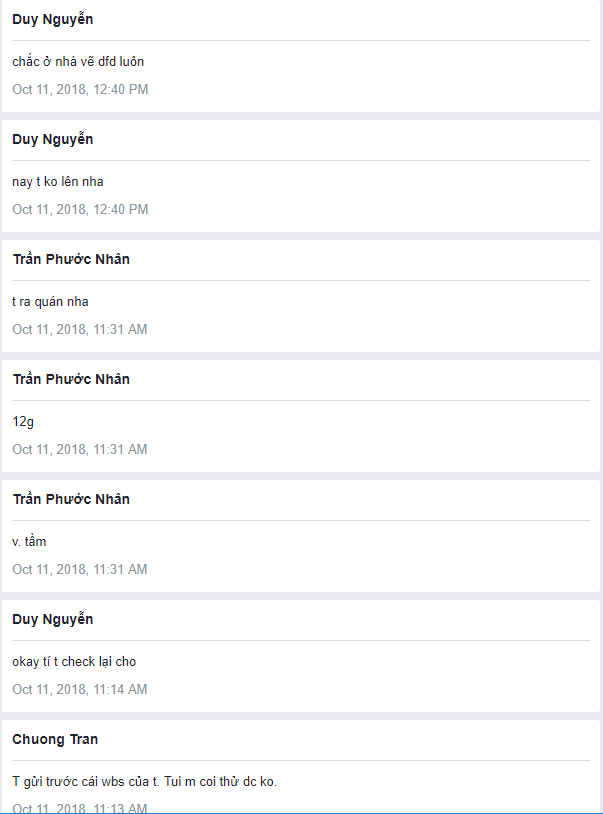 Duy Nguyễn
chắc ở nhà vẽ dfd luôn
Oct 11, 2018, 12:40 PM
Duy Nguyễn
nay t ko lên nha
Oct 11, 2018, 12:40 PM
Trần Phước Nhân
t ra quán nha
Oct 11, 2018, 11:31 AM
Trần Phước Nhân
12g
Oct 11, 2018, 11:31 AM
Trần Phước Nhân
v. tầm
Oct 11, 2018, 11:31 AM
Duy Nguyễn
okay tí t check lại cho
Oct 11, 2018, 11:14 AM
Chuong Tran
T gửi trước cái wbs của t. Tui m coi thử dc ko.
Oct 11, 2018, 11:13 AM